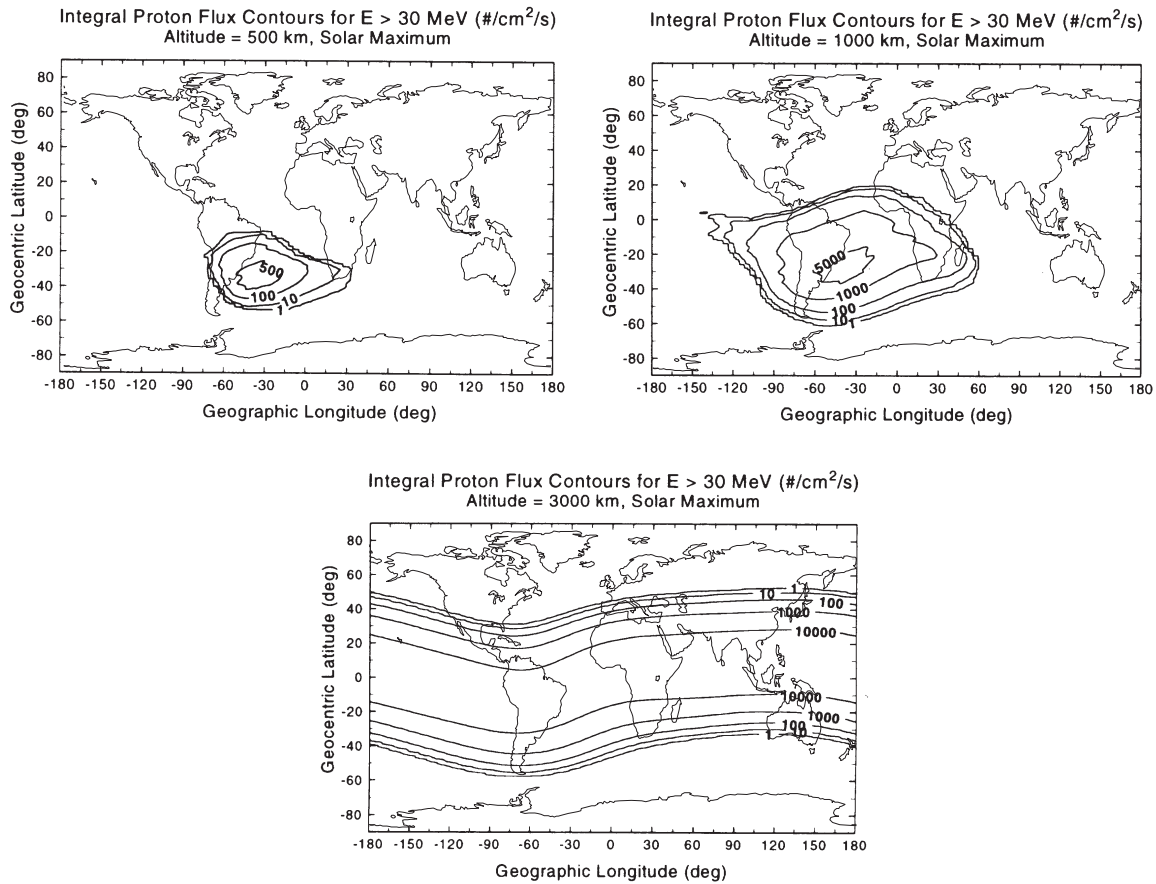 Integral Proton Flux Contours for E > 30 MeV (#/cm²/s)
Altitude = 500 km, Solar Maximum
Geocentric Latitude (deg)
80
60
40
20
0
-20
-40
-60
-80
500
100
10
1
-180 -150 -120 -90 -60 -30 0 30 60 90 120 150 180
Geographic Longitude (deg)
Integral Proton Flux Contours for E > 30 MeV (#/cm²/s)
Altitude = 1000 km, Solar Maximum
Geocentric Latitude (deg)
80
60
40
20
0
-20
-40
-60
-80
5000
1000
100
10
1
-180 -150 -120 -90 -60 -30 0 30 60 90 120 150 180
Geographic Longitude (deg)
Integral Proton Flux Contours for E > 30 MeV (#/cm²/s)
Altitude = 3000 km, Solar Maximum
Geocentric Latitude (deg)
80
60
40
20
0
-20
-40
-60
-80
10 1
100
1000
10000
10000
1000
100
1 10
-180 -150 -120 -90 -60 -30 0 30 60 90 120 150 180
Geographic Longitude (deg)